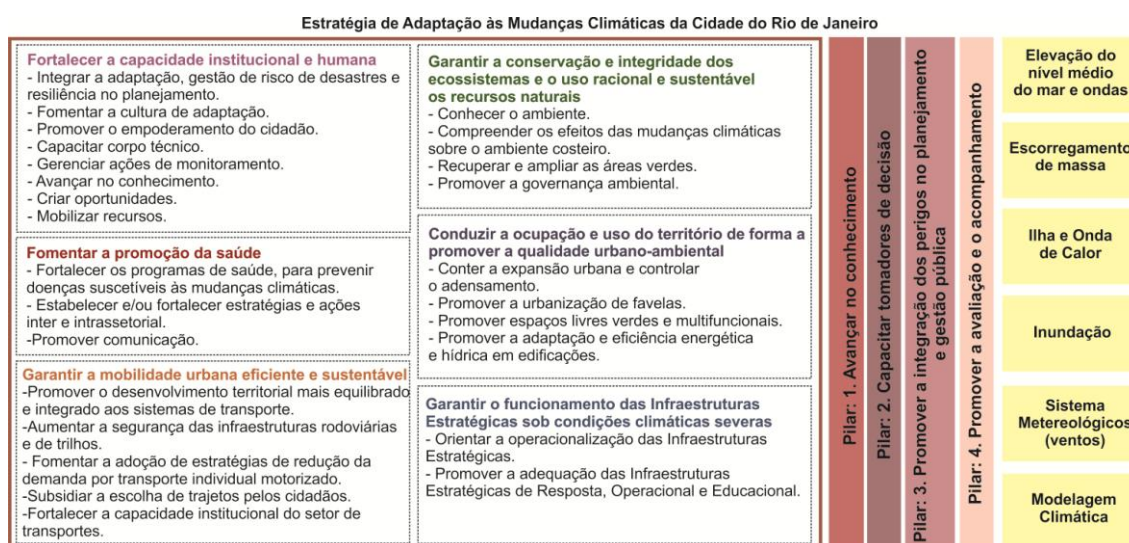 Estratégia de Adaptação às Mudanças Climáticas da Cidade do Rio de Janeiro
Fortalecer a capacidade institucional e humana
- Integrar a adaptação, gestão de risco de desastres e
resiliência no planejamento.
- Fomentar a cultura de adaptação.
- Promover o empoderamento do cidadão.
- Capacitar corpo técnico.
- Gerenciar ações de monitoramento.
- Avançar no conhecimento.
- Criar oportunidades.
- Mobilizar recursos.
Fomentar a promoção da saúde
- Fortalecer os programas de saúde, para prevenir
doenças suscetíveis às mudanças climáticas.
- Estabelecer e/ou fortalecer estratégias e ações
inter e intrassetorial.
-Promover comunicação.
Garantir a mobilidade urbana eficiente e sustentável
-Promover o desenvolvimento territorial mais equilibrado
e integrado aos sistemas de transporte.
-Aumentar a segurança das infraestruturas rodoviárias
e de trilhos.
- Fomentar a adoção de estratégias de redução da
demanda por transporte individual motorizado.
-Subsidiar a escolha de trajetos pelos cidadãos.
-Fortalecer a capacidade institucional do setor de
transportes.
Garantir a conservação e integridade dos
ecossistemas e o uso racional e sustentável
os recursos naturais
- Conhecer o ambiente.
- Compreender os efeitos das mudanças climáticas
sobre o ambiente costeiro.
- Recuperar e ampliar as áreas verdes.
- Promover a governança ambiental.
Conduzir a ocupação e uso do território de forma a
promover a qualidade urbano-ambiental
- Conter a expansão urbana e controlar
o adensamento.
- Promover a urbanização de favelas.
- Promover espaços livres verdes e multifuncionais.
- Promover a adaptação e eficiência energética
e hídrica em edificações.
Garantir o funcionamento das Infraestruturas
Estratégicas sob condições climáticas severas
- Orientar a operacionalização das Infraestruturas
Estratégicas.
- Promover a adequação das Infraestruturas
Estratégicas de Resposta, Operacional e Educacional.
Pilar: 1. Avançar no conhecimento
Pilar: 2. Capacitar tomadores de decisão
Pilar: 3. Promover a integração dos perigos no planejamento
e gestão pública
Pilar: 4. Promover a avaliação e o acompanhamento
Elevação do
nível médio
do mar e ondas
Escorregamento
de massa
Ilha e Onda
de Calor
Inundação
Sistema
Metereológicos
(ventos)
Modelagem
Climática